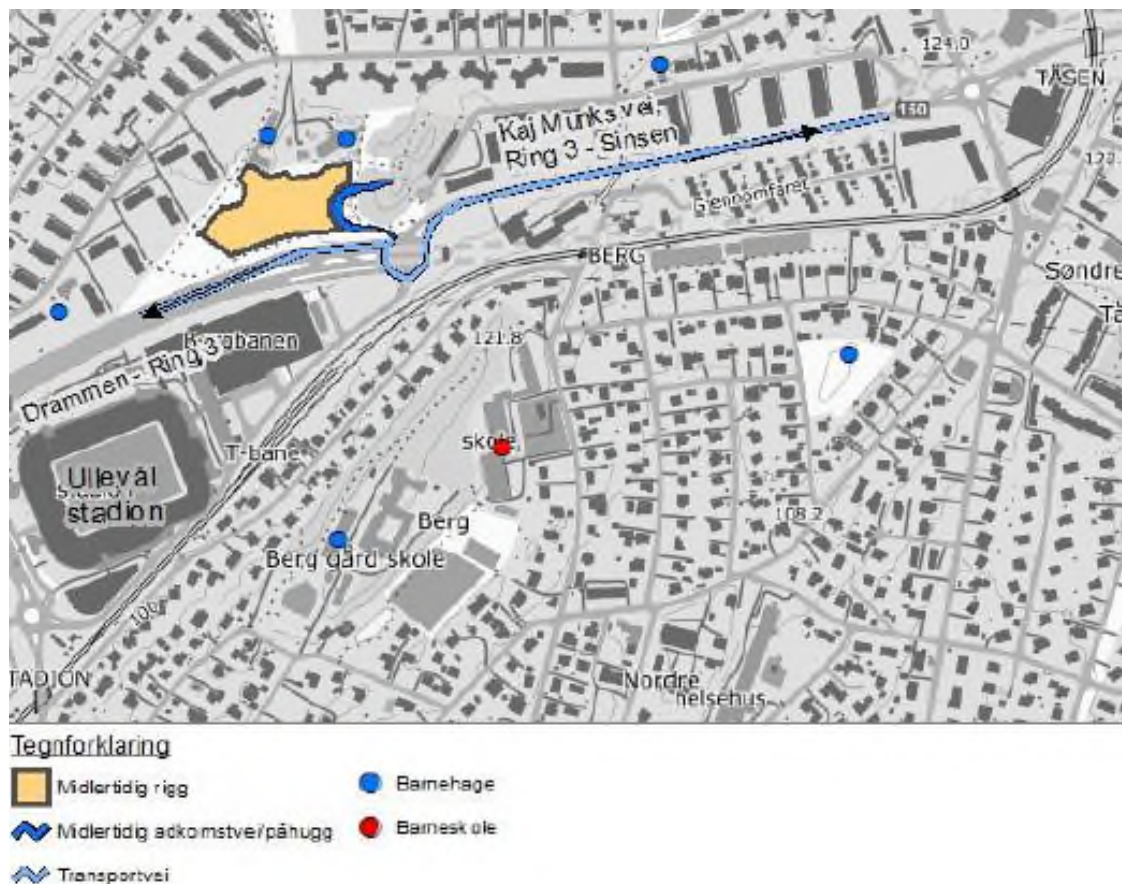 124.0
TÅSEN
150
Kaj Munks vei,
Ring 3 - Sinsen
Gjennomfaret
BERG
Søndre
121.8
Drammen - Ring 3
T-bane
skole
Ullevål
stadion
108.2
Berg
Berg gård skole
100
STADION
Nordre
helsehus
Tegnforklaring
Midlertidig rigg
Barnehage
Midlertidig adkomstvei/påhugg
Barneskole
Transportvei